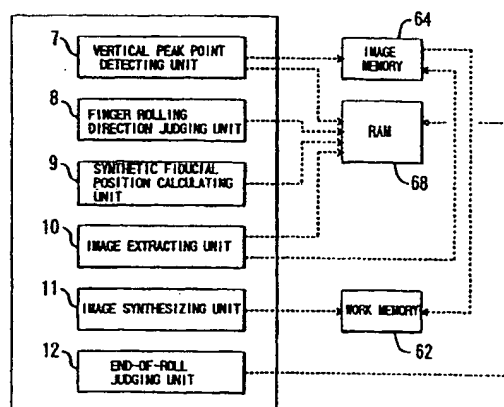 7
VERTICAL PEAK POINT
DETECTING UNIT
8
FINGER ROLLING
DIRECTION JUDGING UNIT
9
SYNTHETIC FIDUCIAL
POSITION CALCULATING
UNIT
10
IMAGE EXTRACTING UNIT
11
IMAGE SYNTHESIZING UNIT
12
END-OF-ROLL
JUDGING UNIT
64
IMAGE
MEMORY
RAM
68
WORK MEMORY
62